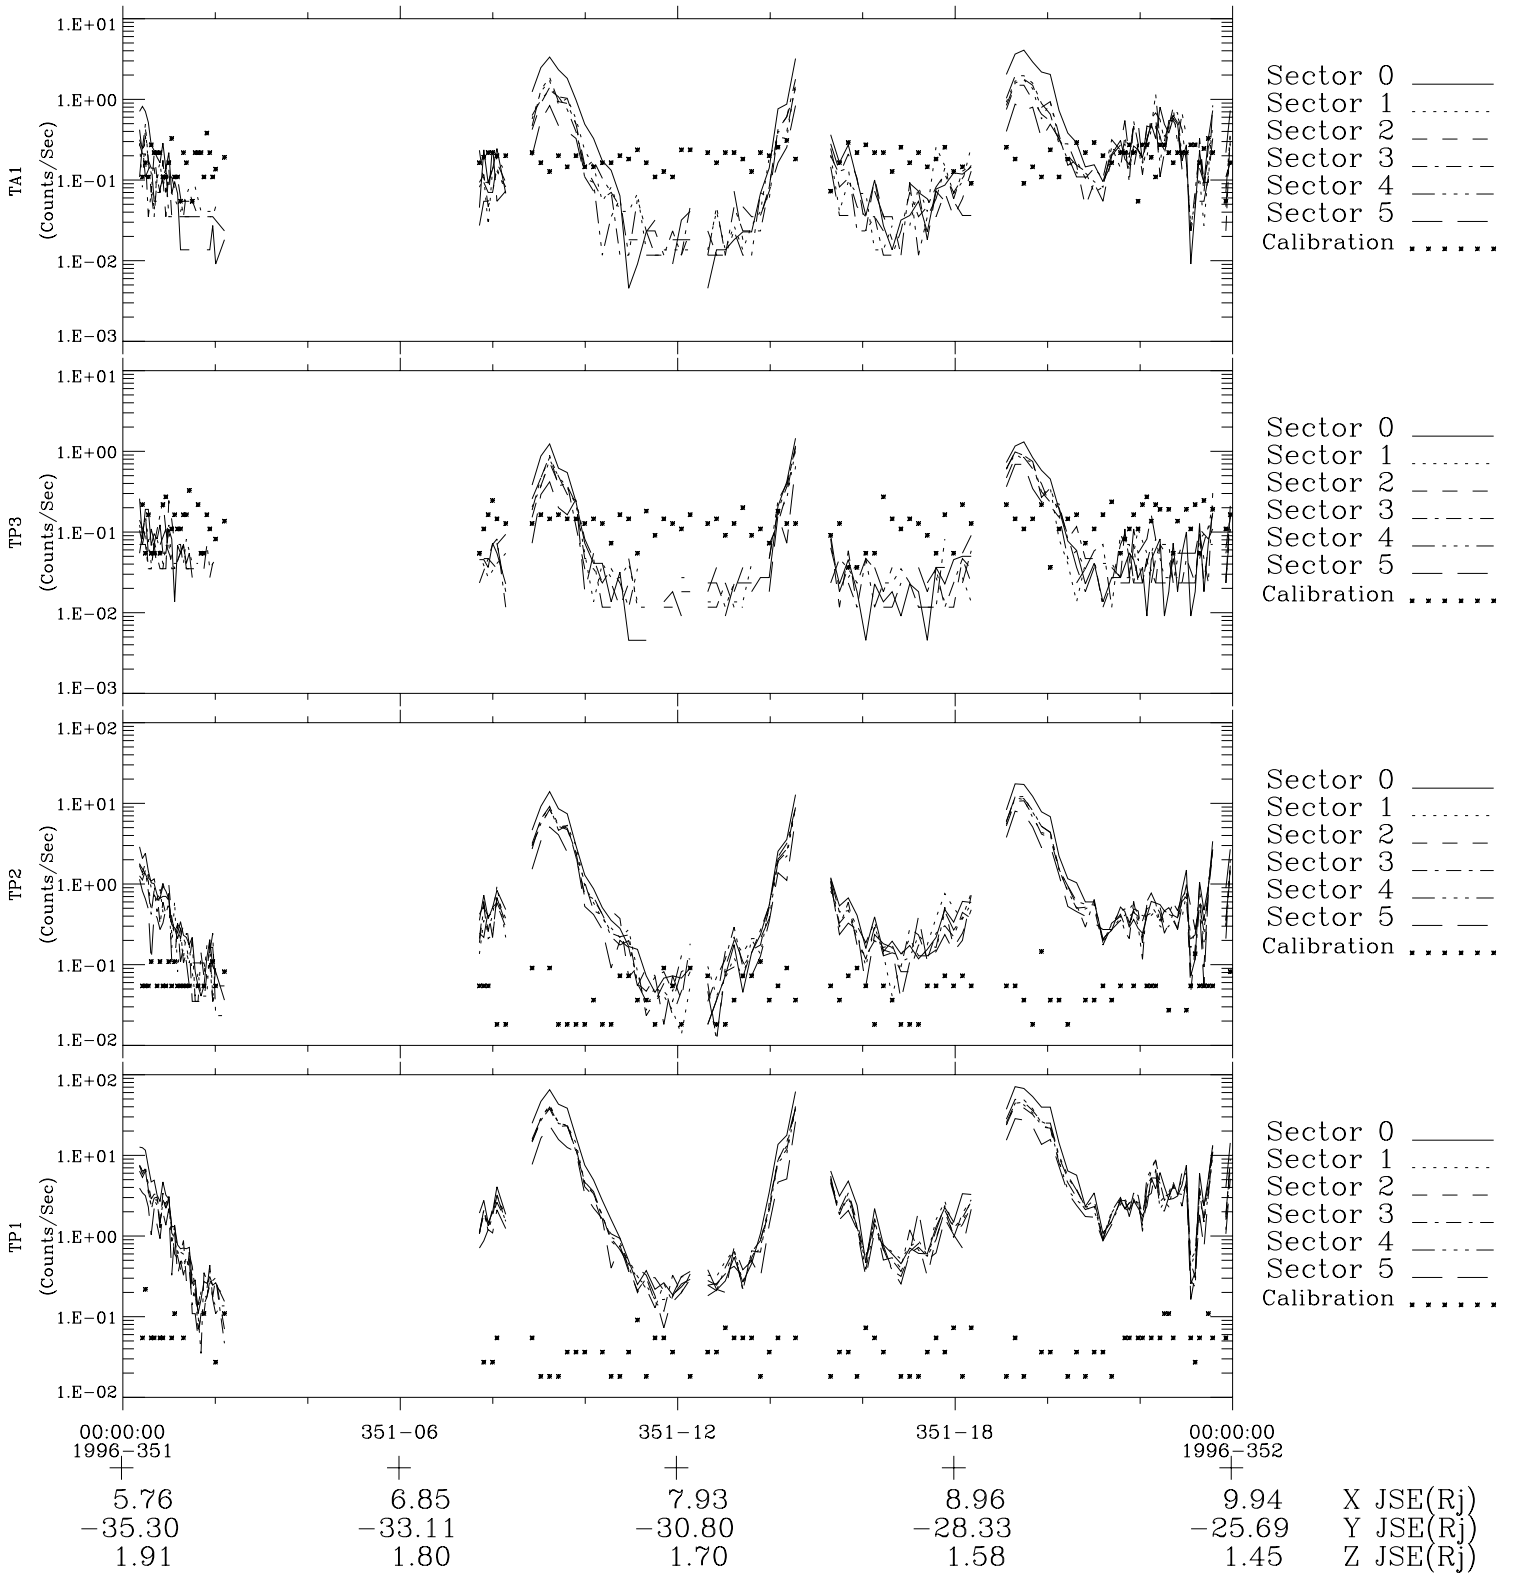 1.E+01
1.E+00
1.E-01
1.E-02
1.E-03
TA1
(Counts/Sec)
Sector 0
Sector 1
Sector 2
Sector 3
Sector 4
Sector 5
Calibration
1.E+01
1.E+00
1.E-01
1.E-02
1.E-03
TP3
(Counts/Sec)
Sector 0
Sector 1
Sector 2
Sector 3
Sector 4
Sector 5
Calibration
1.E+02
1.E+01
1.E+00
1.E-01
1.E-02
TP2
(Counts/Sec)
Sector 0
Sector 1
Sector 2
Sector 3
Sector 4
Sector 5
Calibration
1.E+02
1.E+01
1.E+00
1.E-01
1.E-02
TP1
(Counts/Sec)
Sector 0
Sector 1
Sector 2
Sector 3
Sector 4
Sector 5
Calibration
00:00:00 351-06 351-12 351-18 00:00:00
1996-351 1996-352
5.76 6.85 7.93 8.96 9.94 X JSE(Rj)
-35.30 -33.11 -30.80 -28.33 -25.69 Y JSE(Rj)
1.91 1.80 1.70 1.58 1.45 Z JSE(Rj)